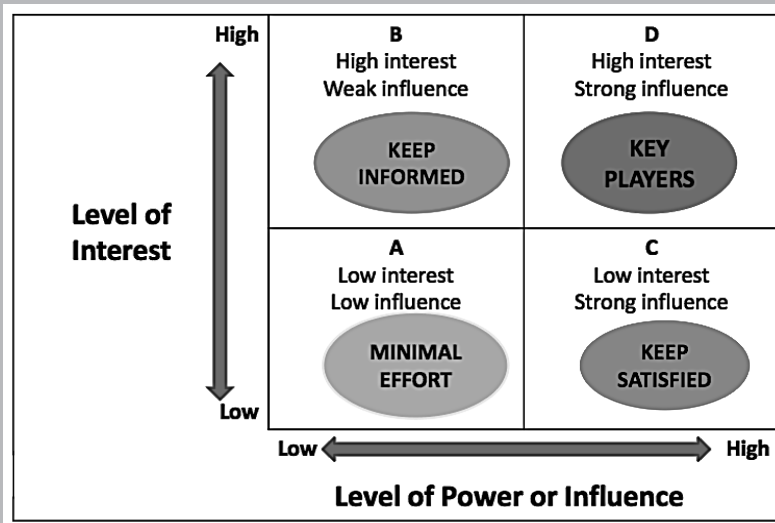 High
B
High interest
Weak influence
KEEP
INFORMED
D
High interest
Strong influence
KEY
PLAYERS
Level of
Interest
A
Low interest
Low influence
MINIMAL
EFFORT
C
Low interest
Strong influence
KEEP
SATISFIED
Low
Low
High
Level of Power or Influence